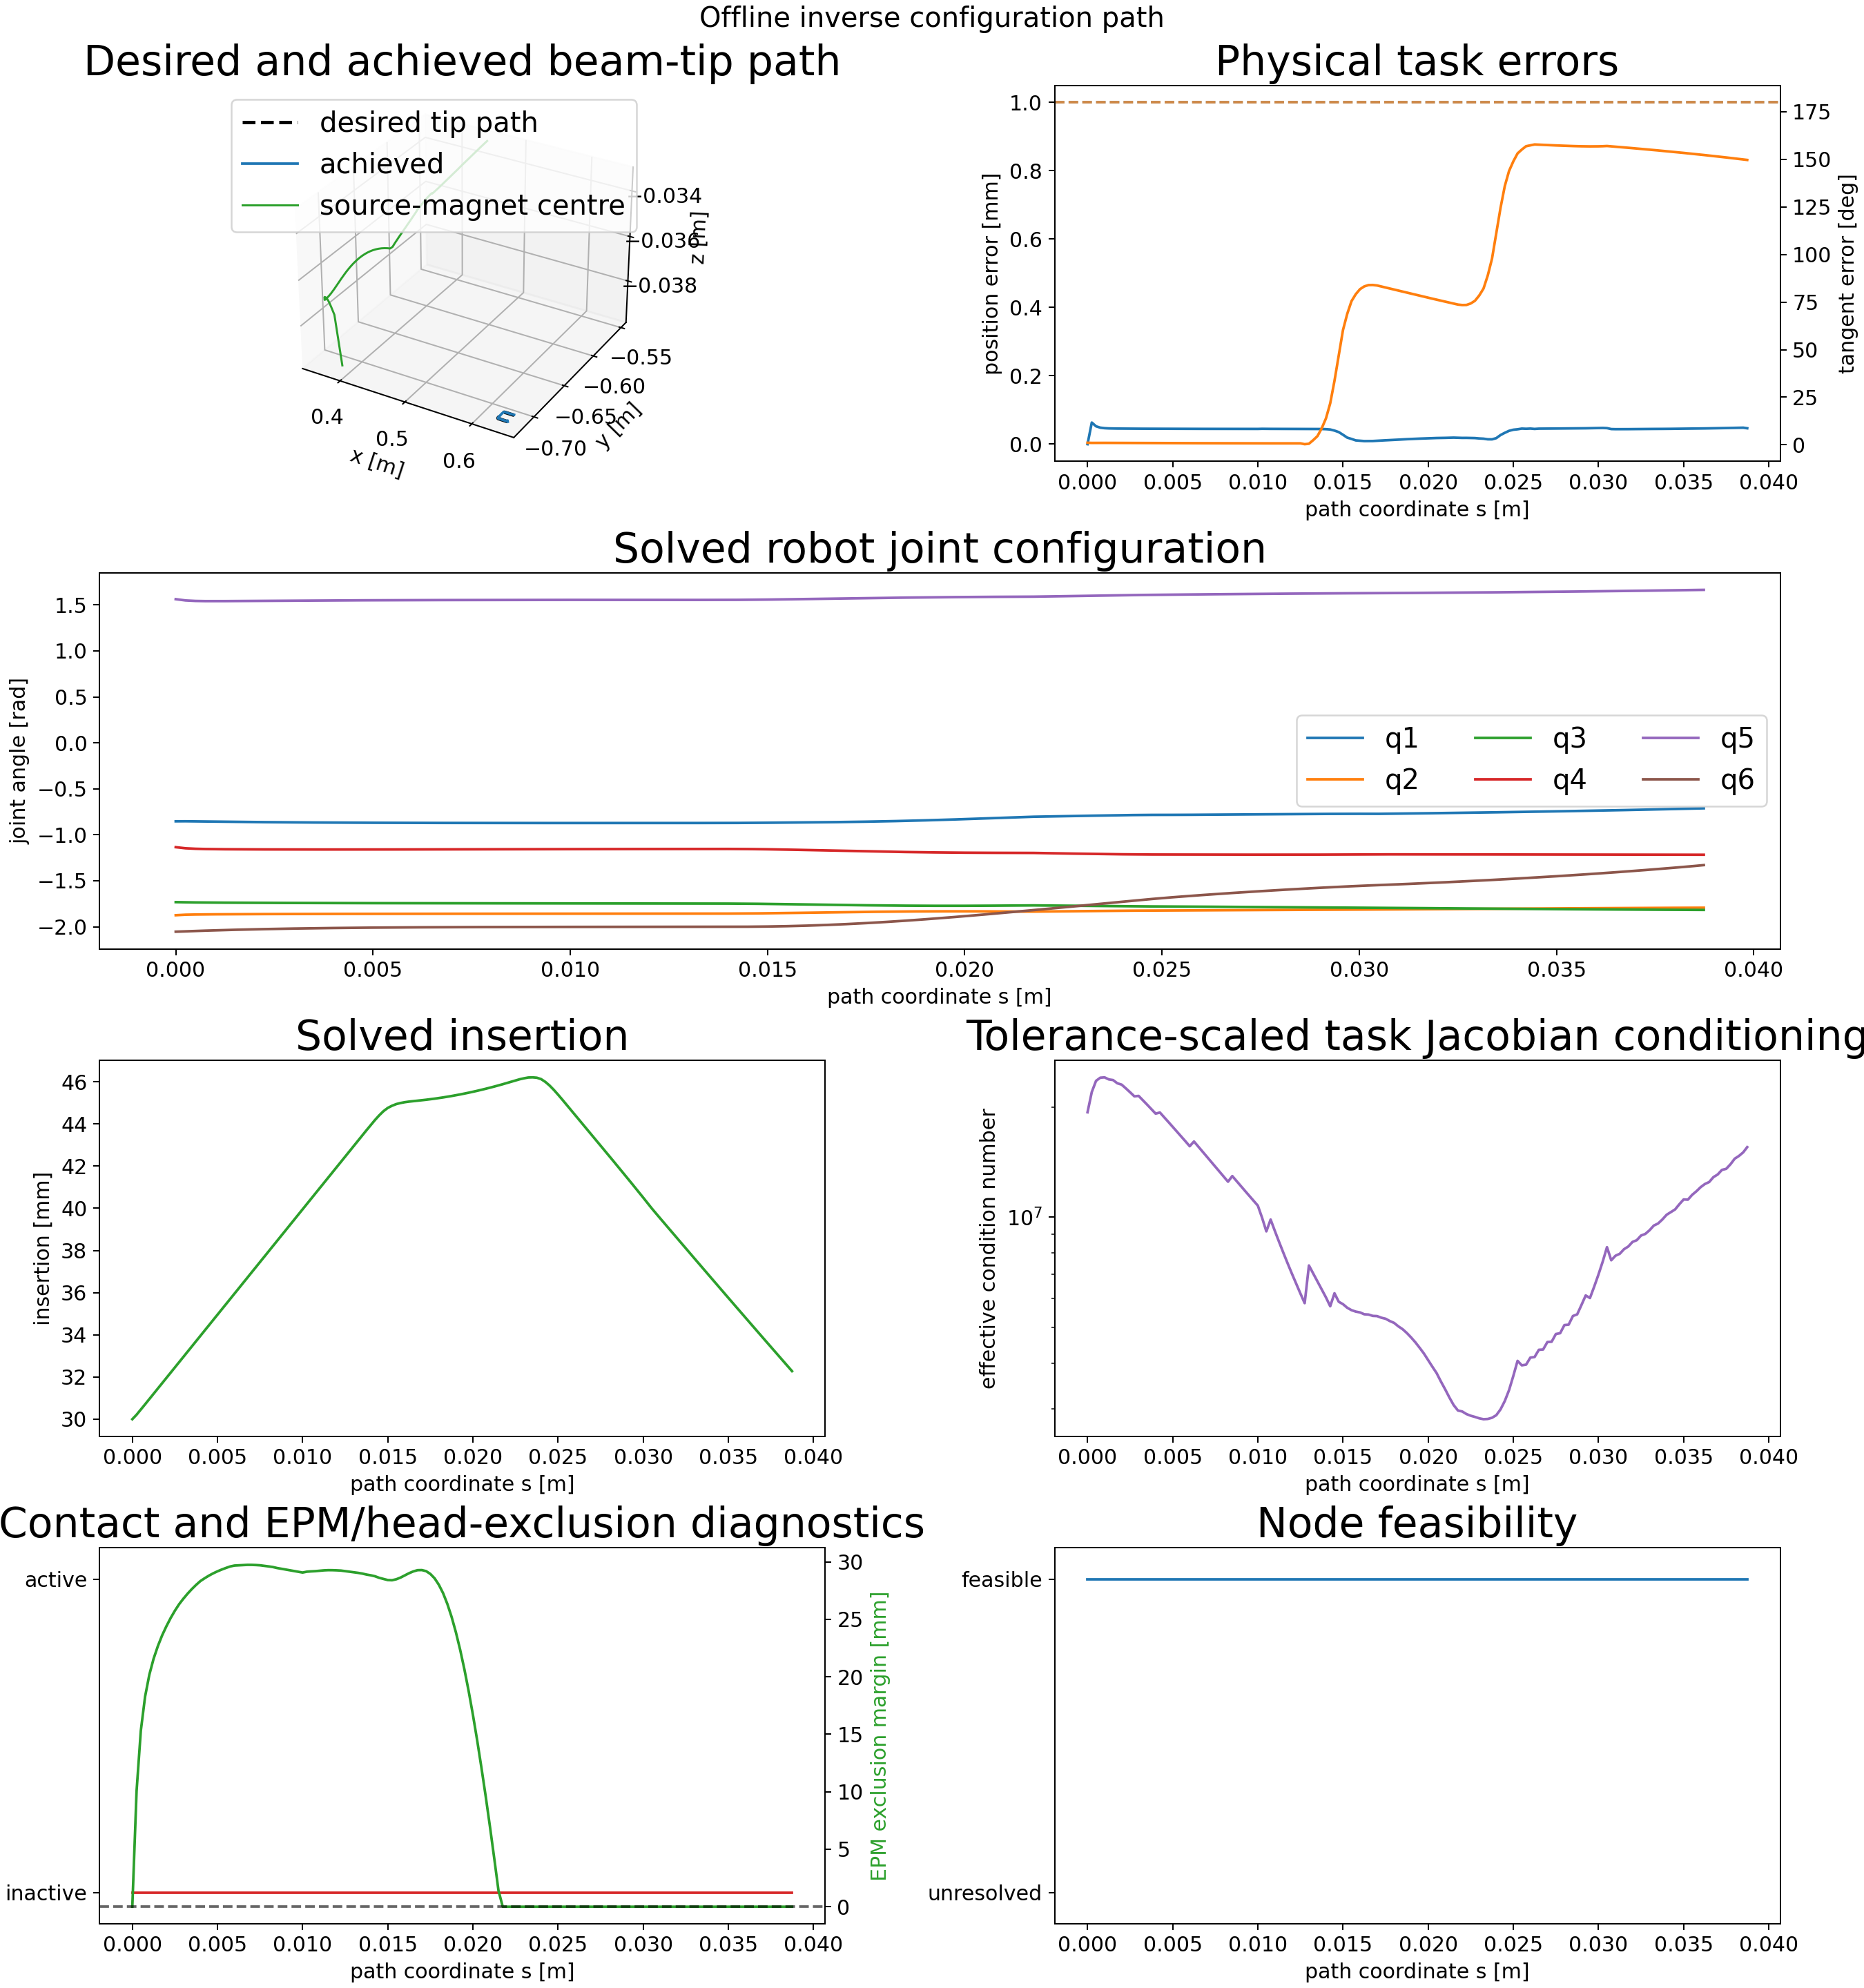 Offline inverse configuration path
Desired and achieved beam-tip path
desired tip path
achieved
source-magnet centre
−0.034
−0.036
−0.038
z [m]
−0.55
−0.60
−0.65
−0.70
y [m]
0.4
0.5
0.6
x [m]
Physical task errors
1.0
0.8
0.6
0.4
0.2
0.0
position error [mm]
175
150
125
100
75
50
25
0
tangent error [deg]
0.000 0.005 0.010 0.015 0.020 0.025 0.030 0.035 0.040
path coordinate s [m]
Solved robot joint configuration
1.5
1.0
0.5
0.0
−0.5
−1.0
−1.5
−2.0
joint angle [rad]
q1 q3 q5
q2 q4 q6
0.000 0.005 0.010 0.015 0.020 0.025 0.030 0.035 0.040
path coordinate s [m]
Solved insertion
46
44
42
40
38
36
34
32
30
insertion [mm]
0.000 0.005 0.010 0.015 0.020 0.025 0.030 0.035 0.040
path coordinate s [m]
Tolerance-scaled task Jacobian conditioning
10⁷
effective condition number
0.000 0.005 0.010 0.015 0.020 0.025 0.030 0.035 0.040
path coordinate s [m]
Contact and EPM/head-exclusion diagnostics
active
inactive
30
25
20
15
10
5
0
EPM exclusion margin [mm]
0.000 0.005 0.010 0.015 0.020 0.025 0.030 0.035 0.040
path coordinate s [m]
Node feasibility
feasible
unresolved
0.000 0.005 0.010 0.015 0.020 0.025 0.030 0.035 0.040
path coordinate s [m]